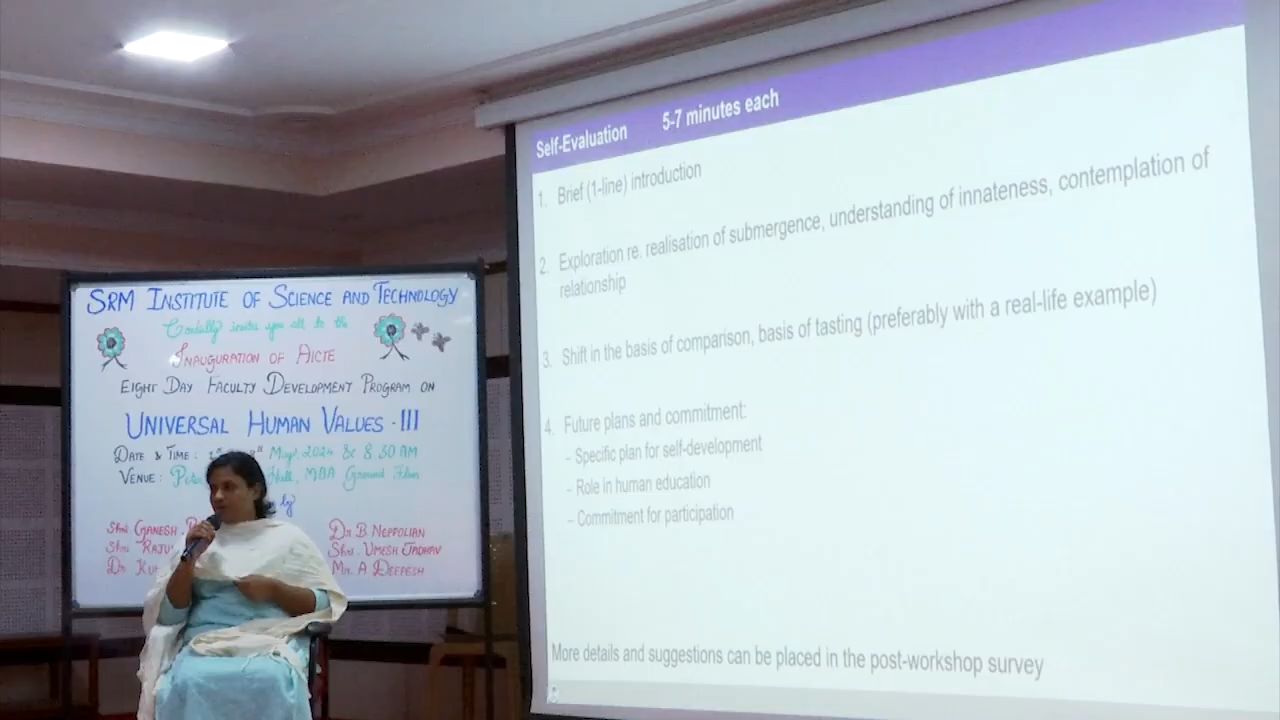 SRM INSTITUTE OF SCIENCE AND TECHNOLOGY
Cordially invites you all to the
INAUGURATION OF AICTE
EIGHT DAY FACULTY DEVELOPMENT PROGRAM ON
UNIVERSAL HUMAN VALUES - III
DATE & TIME : May, 2024 & 8.30 AM
VENUE : Hall, MBA Ground Floor
by
Shri GANESH
Shri RAJU
Dr
Dr B NEPPOLIAN
Shri. UMESH JADHAV
Mr. A DEEPESH
Self-Evaluation 5-7 minutes each
1. Brief (1-line) introduction
2. Exploration re. realisation of submergence, understanding of innateness, contemplation of
relationship
3. Shift in the basis of comparison, basis of tasting (preferably with a real-life example)
4. Future plans and commitment:
– Specific plan for self-development
– Role in human education
– Commitment for participation
More details and suggestions can be placed in the post-workshop survey